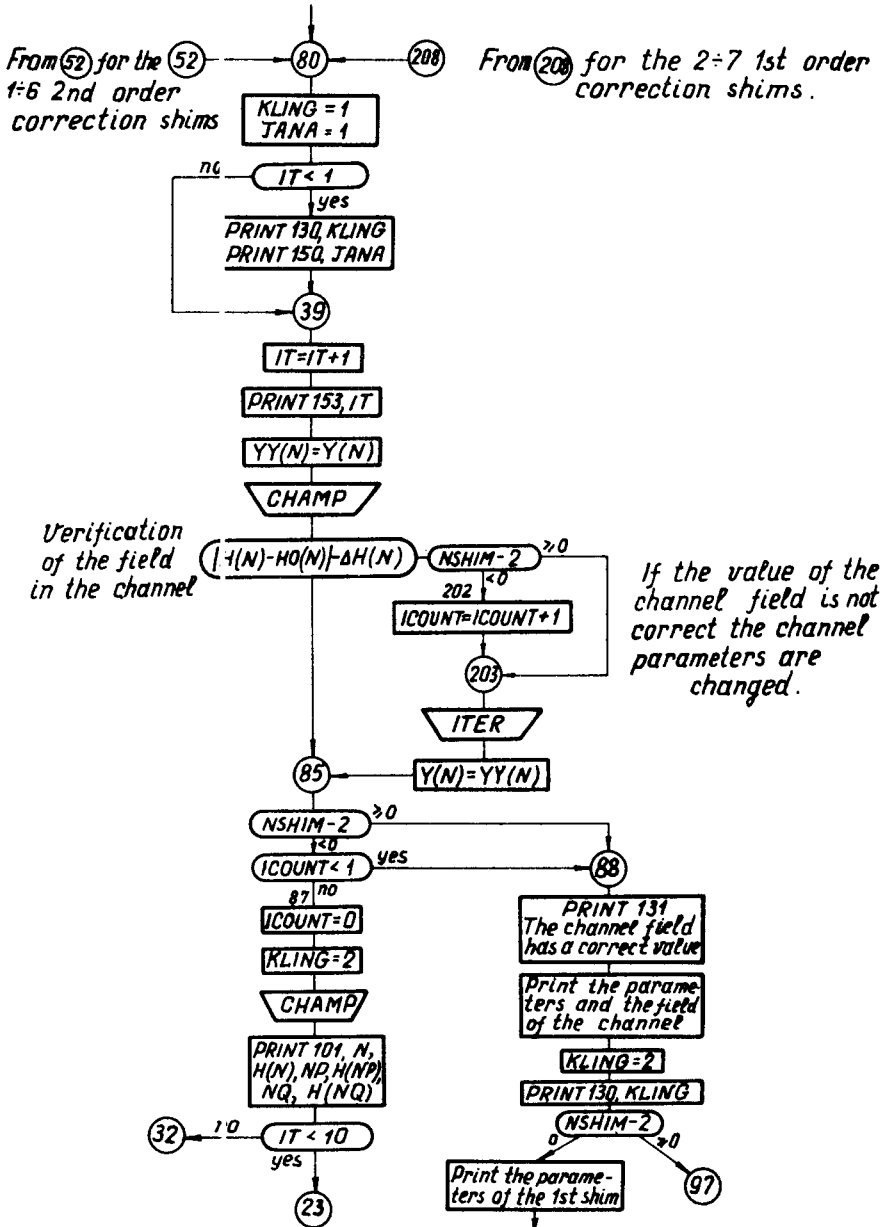 From 52 for the
1÷6 2nd order
correction shims
52
80
208
From 208 for the 2÷7 1st order
correction shims.
KLING = 1
JANA = 1
IT < 1
no
yes
PRINT 130, KLING
PRINT 150, JANA
39
IT=IT+1
PRINT 153, IT
YY(N)=Y(N)
CHAMP
Verification
of the field
in the channel
|H(N)-HO(N)|-ΔH(N)
NSHIM-2
≥0
<0
202
ICOUNT=ICOUNT+1
203
If the value of the
channel field is not
correct the channel
parameters are
changed.
ITER
Y(N)=YY(N)
85
NSHIM-2
≥0
<0
ICOUNT<1
yes
no
88
87
ICOUNT=0
KLING=2
CHAMP
PRINT 101, N,
H(N), NP, H(NP),
NQ, H(NQ)
IT < 10
no
32
yes
23
PRINT 131
The channel field
has a correct value
Print the parame-
ters and the field
of the channel
KLING=2
PRINT 130, KLING
NSHIM-2
0
≥0
Print the parame-
ters of the 1st shim
97